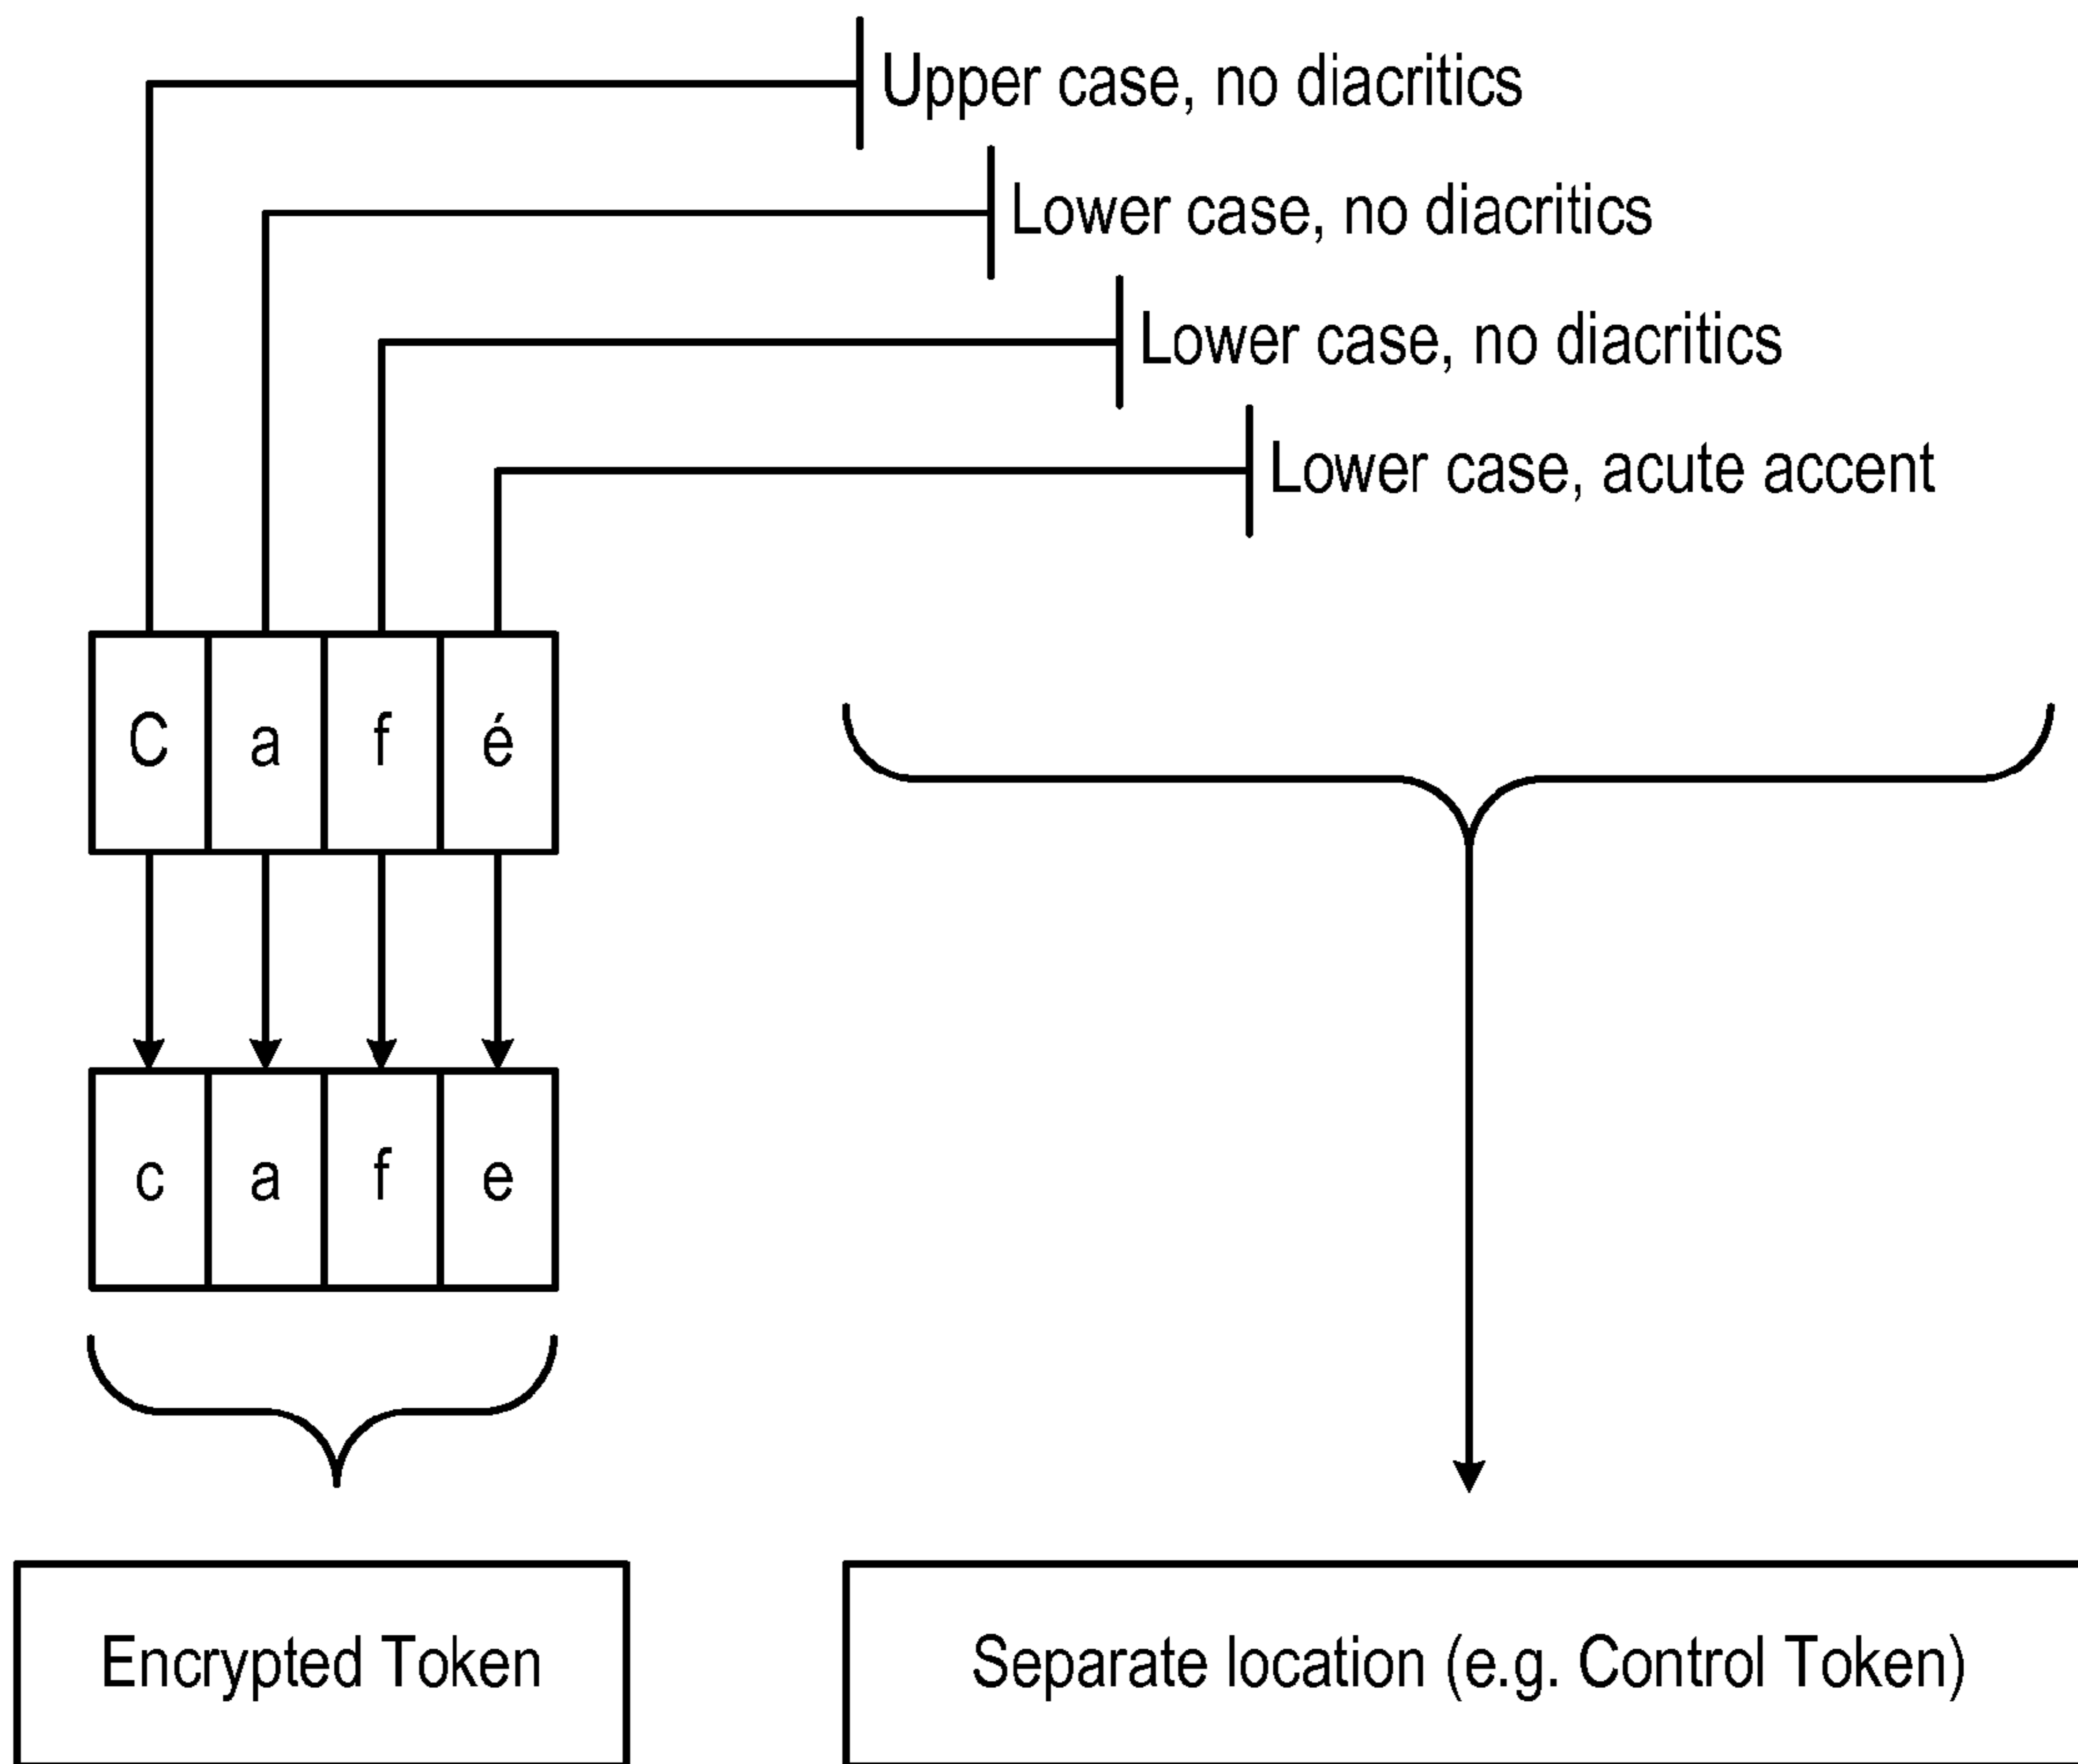 Upper case, no diacritics
Lower case, no diacritics
Lower case, no diacritics
Lower case, acute accent
C a f é
c a f e
Encrypted Token
Separate location (e.g. Control Token)